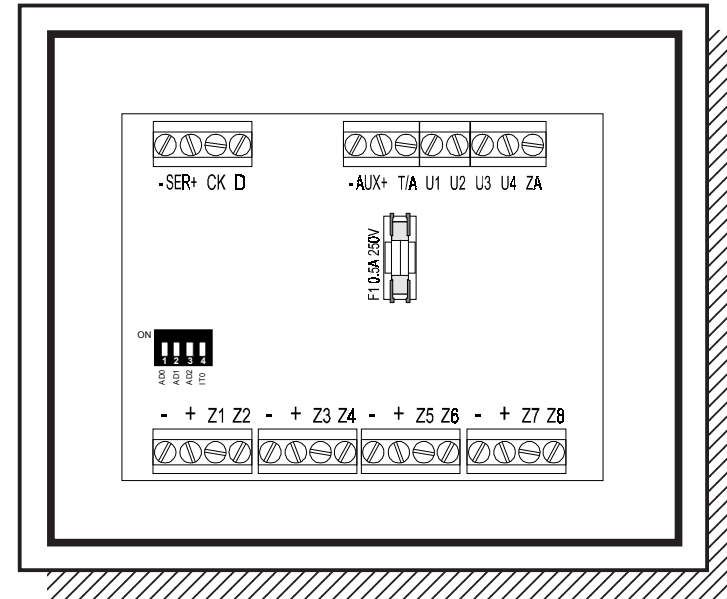 - SER+ CK D
- AUX+ T/A U1 U2 U3 U4 ZA
F1 0.5A 250V
ON
1 2 3 4
AD0 AD1 AD2 IT0
- + Z1 Z2 - + Z3 Z4 - + Z5 Z6 - + Z7 Z8